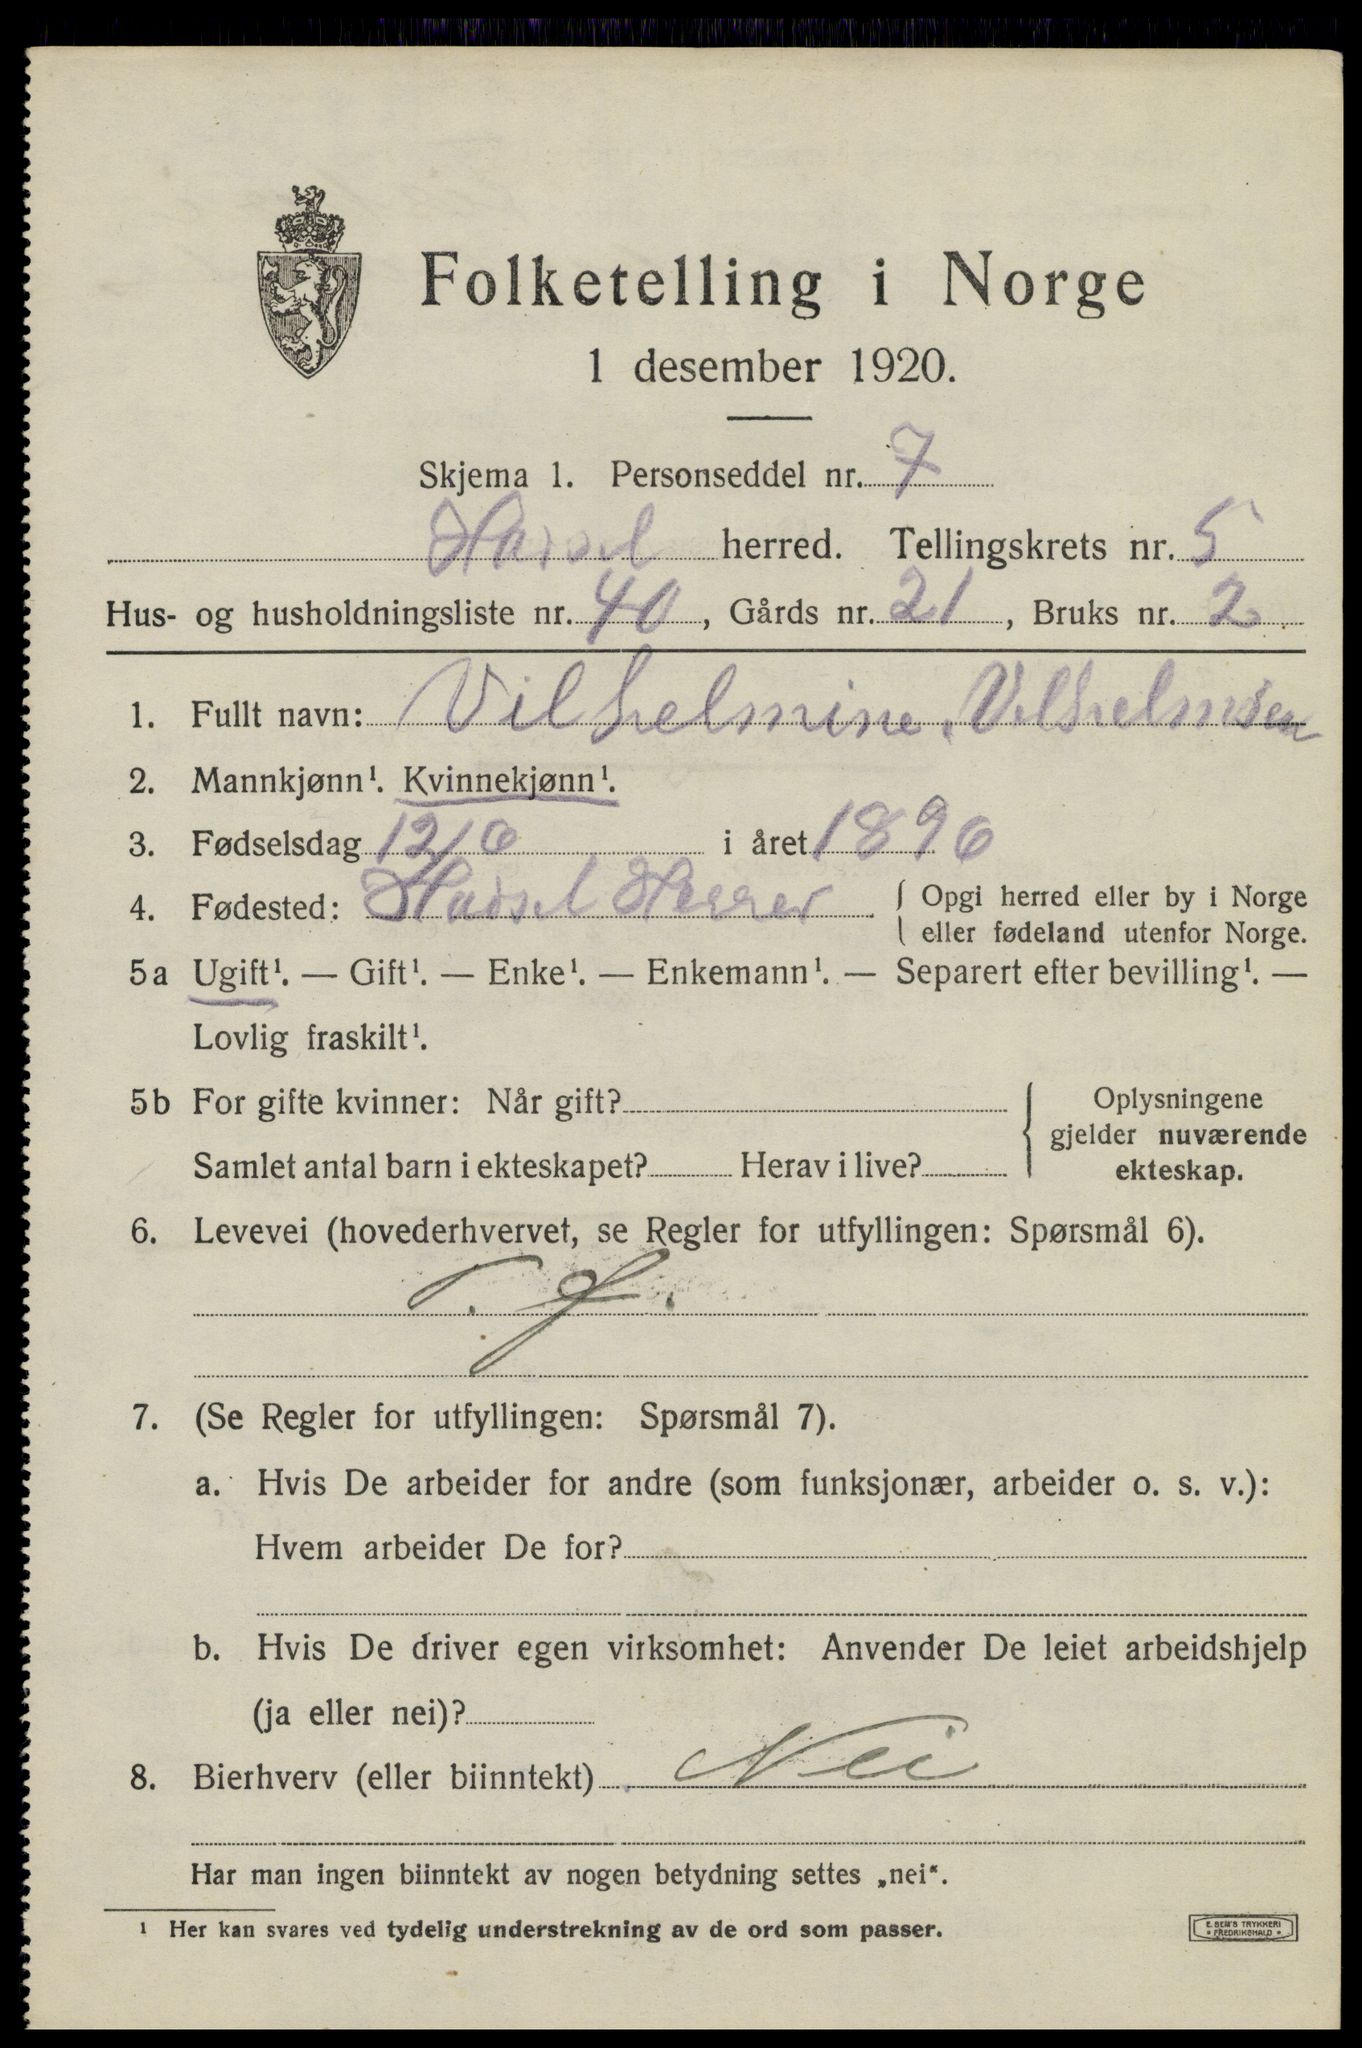 Folketelling i Norge
1 desember 1920.
Skjema 1. Personseddel nr. 7
Hadsel herred. Tellingskrets nr. 5
Hus- og husholdningsliste nr. 40, Gårds nr. 21, Bruks nr. 2
1. Fullt navn: Vilhelmine Vilhelmsen
2. Mannkjønn¹. Kvinnekjønn¹.
3. Fødselsdag 12/6 i året 1896
4. Fødested: Hadsel { Opgi herred eller by i Norge
eller fødeland utenfor Norge.
5a Ugift¹. — Gift¹. — Enke¹. — Enkemann¹. — Separert efter bevilling¹. —
Lovlig fraskilt¹.
5b For gifte kvinner: Når gift? { Oplysningene
gjelder nuværende
Samlet antal barn i ekteskapet? Herav i live? ekteskap.
6. Levevei (hovederhvervet, se Regler for utfyllingen: Spørsmål 6).
7. (Se Regler for utfyllingen: Spørsmål 7).
a. Hvis De arbeider for andre (som funksjonær, arbeider o. s. v.):
Hvem arbeider De for?
b. Hvis De driver egen virksomhet: Anvender De leiet arbeidshjelp
(ja eller nei)?
8. Bierhverv (eller biinntekt) Nei
Har man ingen biinntekt av nogen betydning settes „nei“.
¹ Her kan svares ved tydelig understrekning av de ord som passer.
E. SEM'S TRYKKERI
* FREDRIKSHALD *